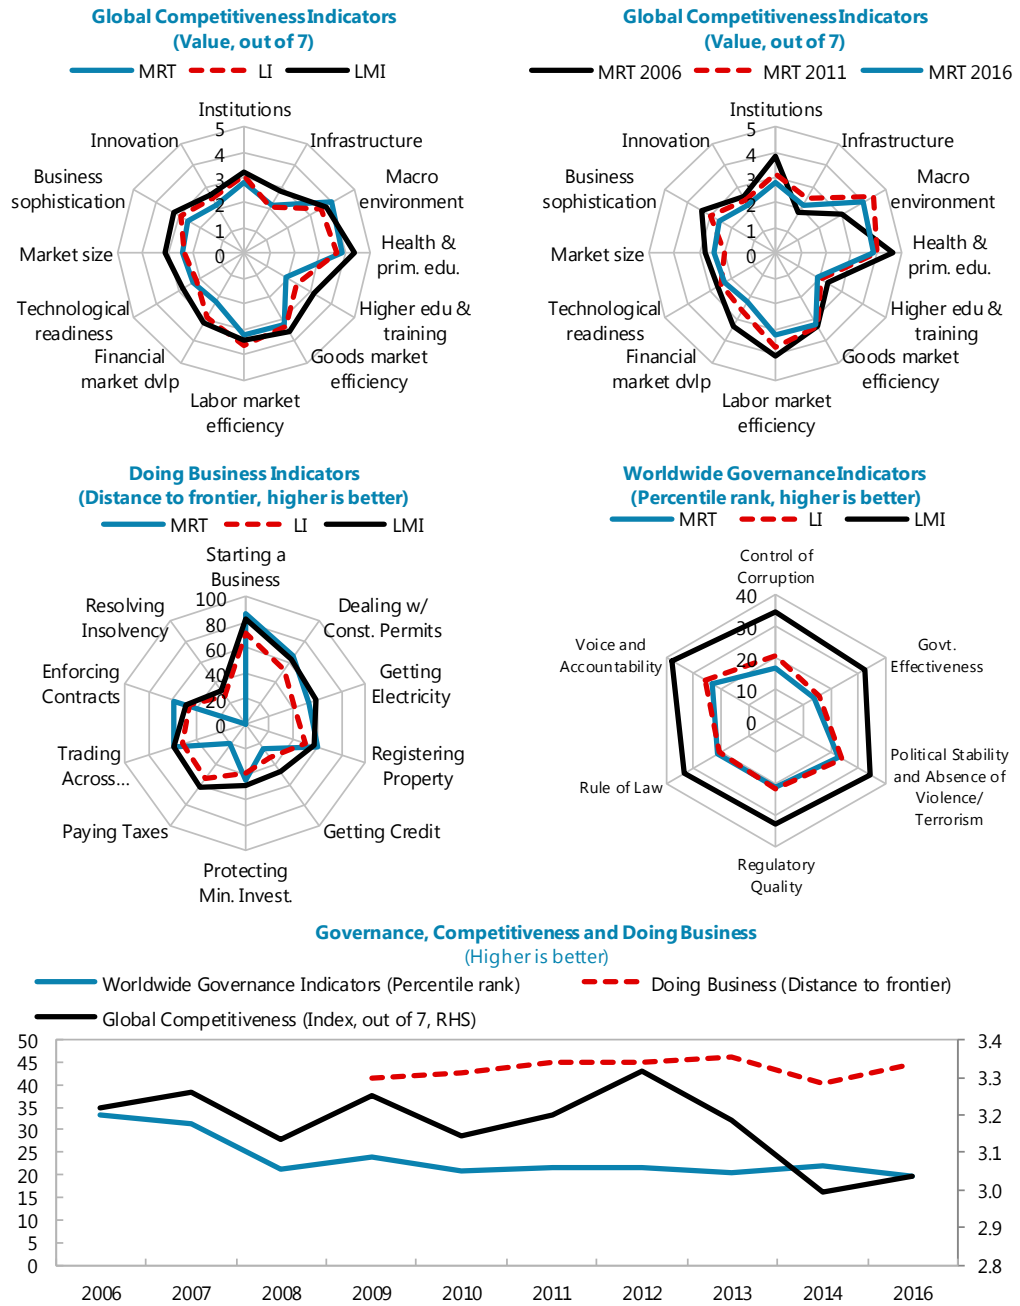 Global Competitiveness Indicators
(Value, out of 7)
MRT LI LMI
Institutions
Infrastructure
Macro
environment
Health &
prim. edu.
Higher edu &
training
Goods market
efficiency
Labor market
efficiency
Financial
market dvlp
Technological
readiness
Market size
Business
sophistication
Innovation
5
4
3
2
1
0
Global Competitiveness Indicators
(Value, out of 7)
MRT 2006 MRT 2011 MRT 2016
Institutions
Infrastructure
Macro
environment
Health &
prim. edu.
Higher edu &
training
Goods market
efficiency
Labor market
efficiency
Financial
market dvlp
Technological
readiness
Market size
Business
sophistication
Innovation
5
4
3
2
1
0
Doing Business Indicators
(Distance to frontier, higher is better)
MRT LI LMI
Starting a
Business
Dealing w/
Const. Permits
Getting
Electricity
Registering
Property
Getting Credit
Protecting
Min. Invest.
Paying Taxes
Trading
Across...
Enforcing
Contracts
Resolving
Insolvency
100
80
60
40
20
0
Worldwide Governance Indicators
(Percentile rank, higher is better)
MRT LI LMI
Control of
Corruption
Govt.
Effectiveness
Political Stability
and Absence of
Violence/
Terrorism
Regulatory
Quality
Rule of Law
Voice and
Accountability
40
30
20
10
0
Governance, Competitiveness and Doing Business
(Higher is better)
Worldwide Governance Indicators (Percentile rank)
Doing Business (Distance to frontier)
Global Competitiveness (Index, out of 7, RHS)
50
45
40
35
30
25
20
15
10
5
0
3.4
3.3
3.2
3.1
3.0
2.9
2.8
2006 2007 2008 2009 2010 2011 2012 2013 2014 2016